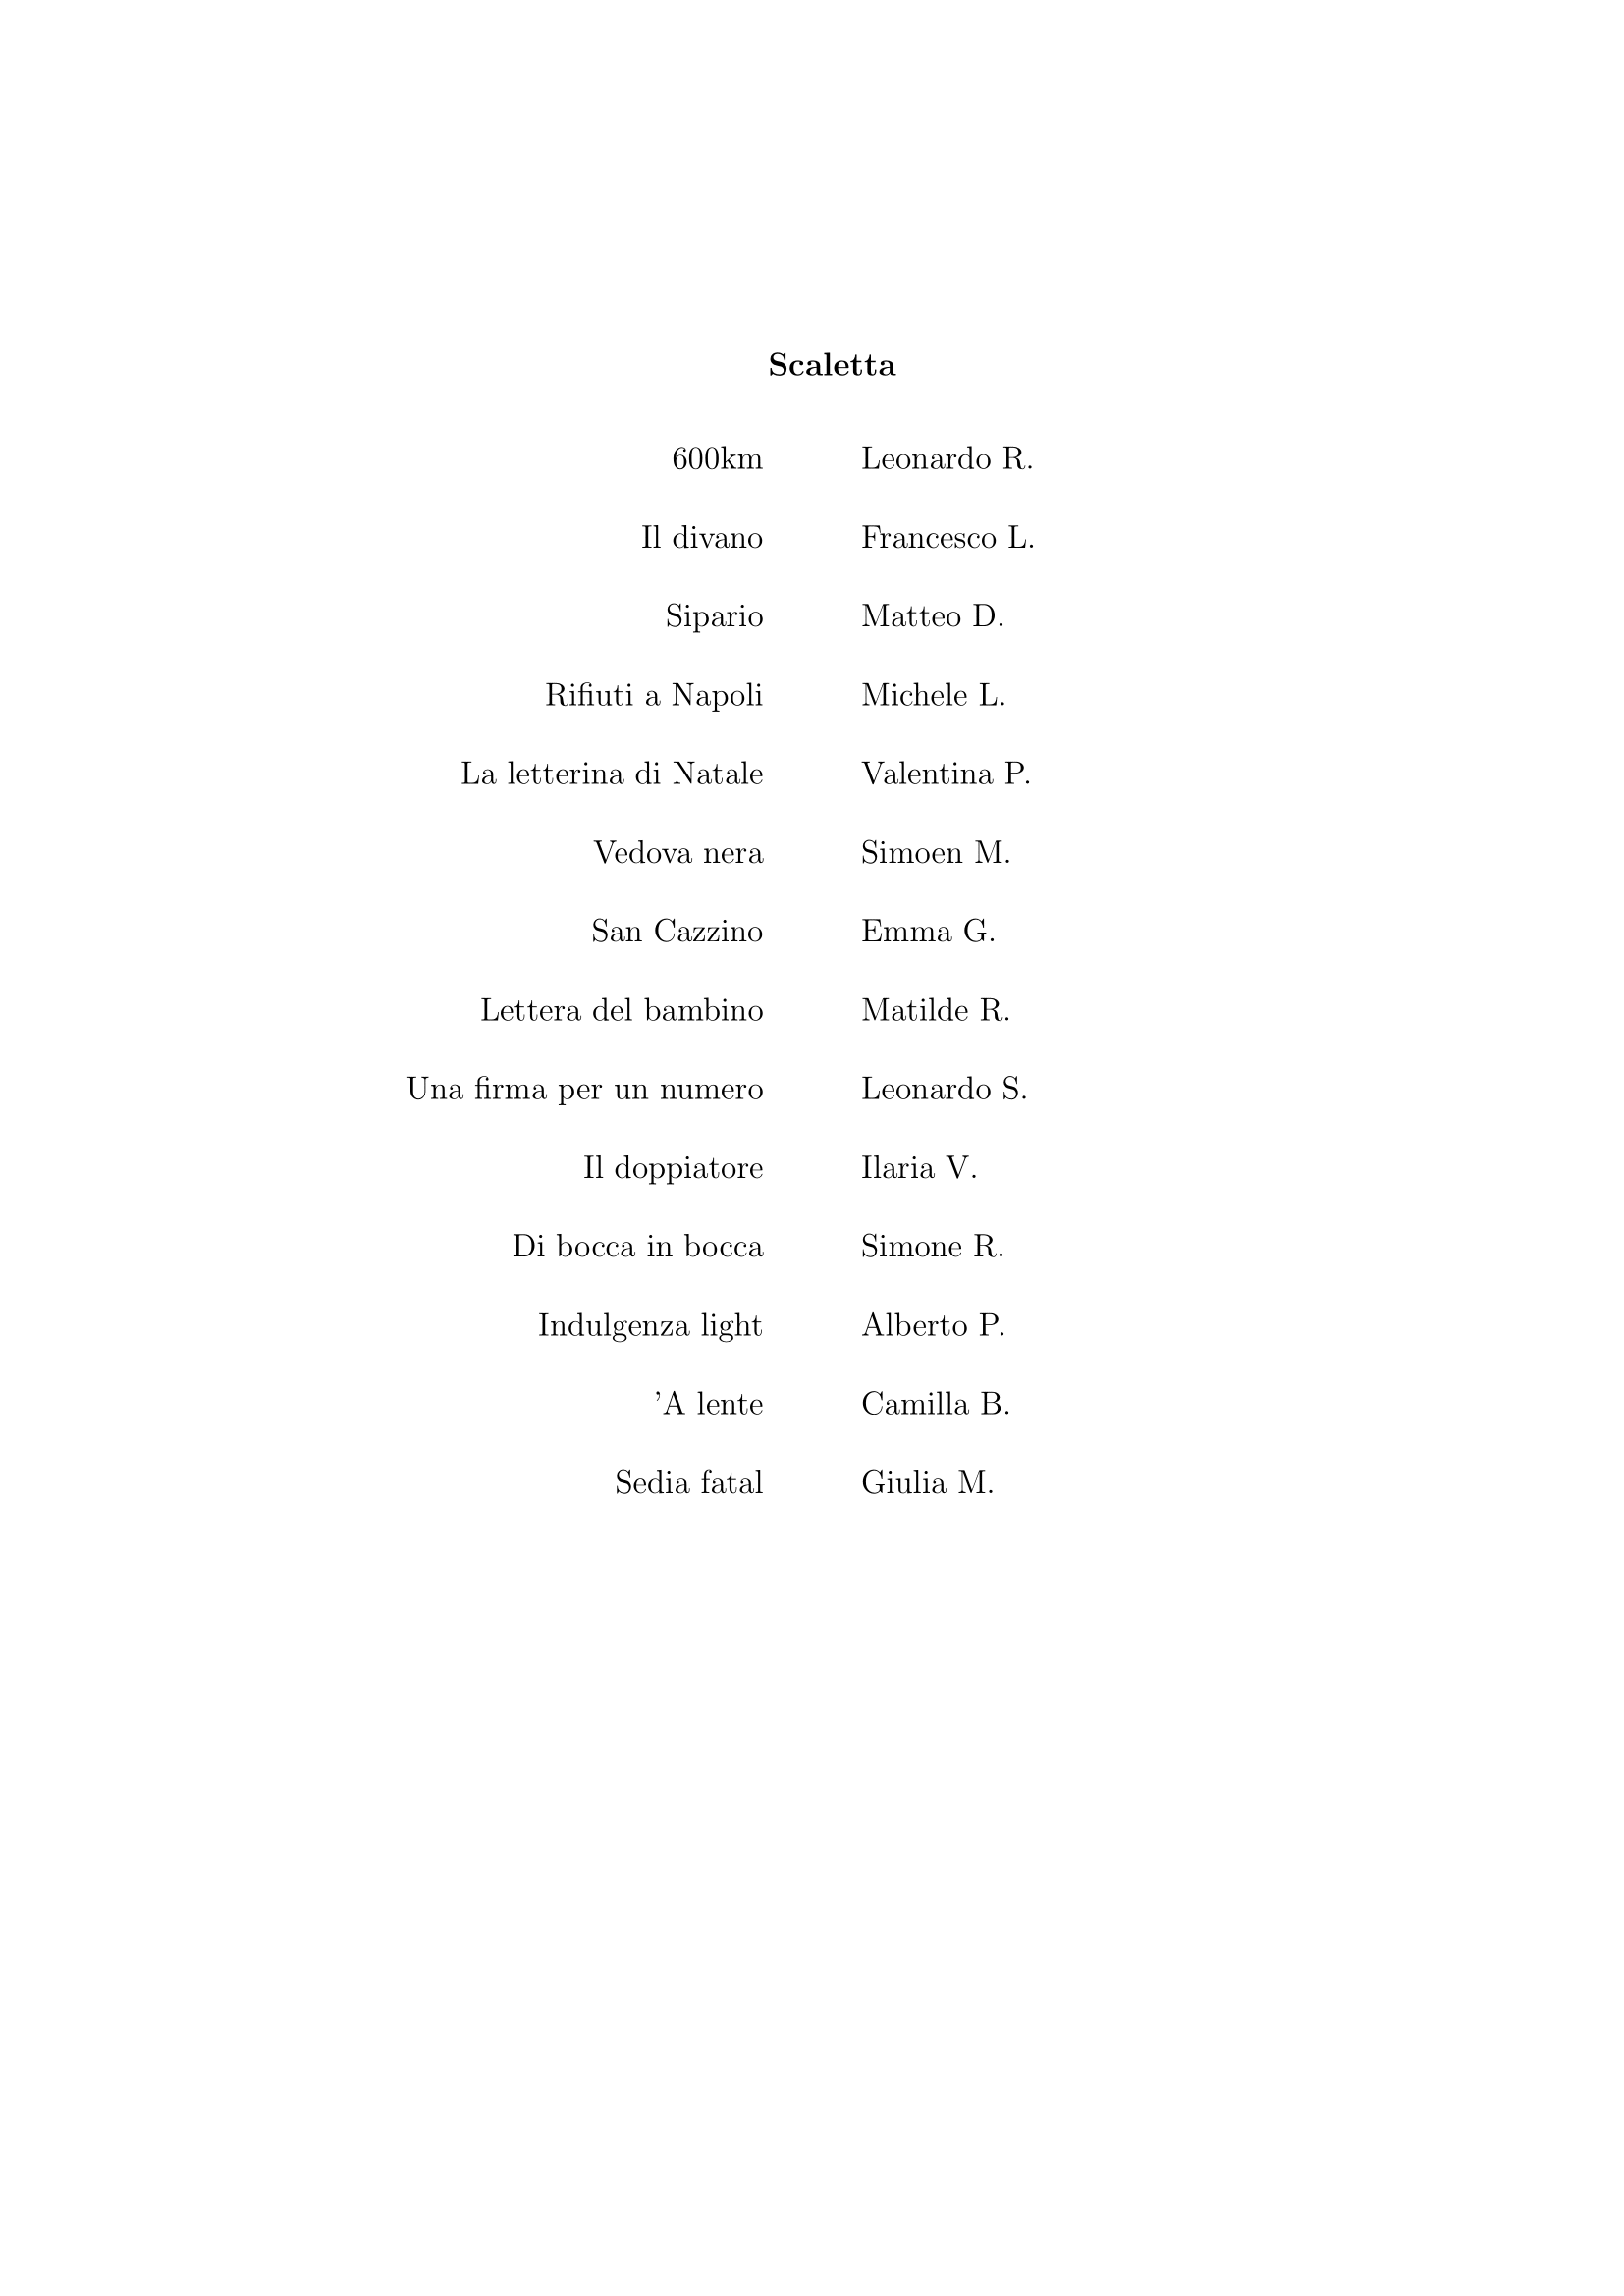 Scaletta
600km Leonardo R.
Il divano Francesco L.
Sipario Matteo D.
Rifiuti a Napoli Michele L.
La letterina di Natale Valentina P.
Vedova nera Simoen M.
San Cazzino Emma G.
Lettera del bambino Matilde R.
Una firma per un numero Leonardo S.
Il doppiatore Ilaria V.
Di bocca in bocca Simone R.
Indulgenza light Alberto P.
’A lente Camilla B.
Sedia fatal Giulia M.